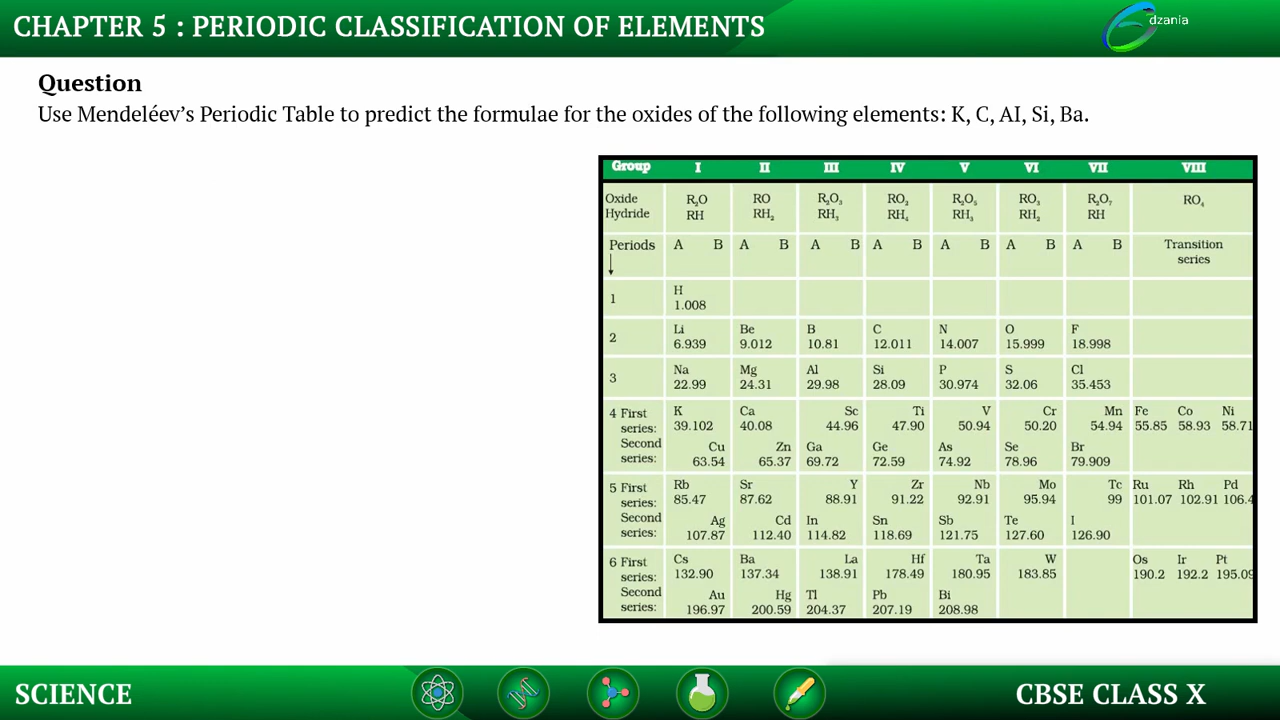 CHAPTER 5 : PERIODIC CLASSIFICATION OF ELEMENTS
dzania
Question
Use Mendeléev's Periodic Table to predict the formulae for the oxides of the following elements: K, C, AI, Si, Ba.
Group I II III IV V VI VII VIII
Oxide R₂O RO R₂O₃ RO₂ R₂O₅ RO₃ R₂O₇ RO₄
Hydride RH RH₂ RH₃ RH₄ RH₃ RH₂ RH
Periods A B A B A B A B A B A B A B Transition
↓ series
1 H
1.008
2 Li Be B C N O F
6.939 9.012 10.81 12.011 14.007 15.999 18.998
3 Na Mg Al Si P S Cl
22.99 24.31 29.98 28.09 30.974 32.06 35.453
4 First K Ca Sc Ti V Cr Mn Fe Co Ni
series: 39.102 40.08 44.96 47.90 50.94 50.20 54.94 55.85 58.93 58.71
Second Cu Zn Ga Ge As Se Br
series: 63.54 65.37 69.72 72.59 74.92 78.96 79.909
5 First Rb Sr Y Zr Nb Mo Tc Ru Rh Pd
series: 85.47 87.62 88.91 91.22 92.91 95.94 99 101.07 102.91 106.4
Second Ag Cd In Sn Sb Te I
series: 107.87 112.40 114.82 118.69 121.75 127.60 126.90
6 First Cs Ba La Hf Ta W Os Ir Pt
series: 132.90 137.34 138.91 178.49 180.95 183.85 190.2 192.2 195.09
Second Au Hg Tl Pb Bi
series: 196.97 200.59 204.37 207.19 208.98
SCIENCE
CBSE CLASS X